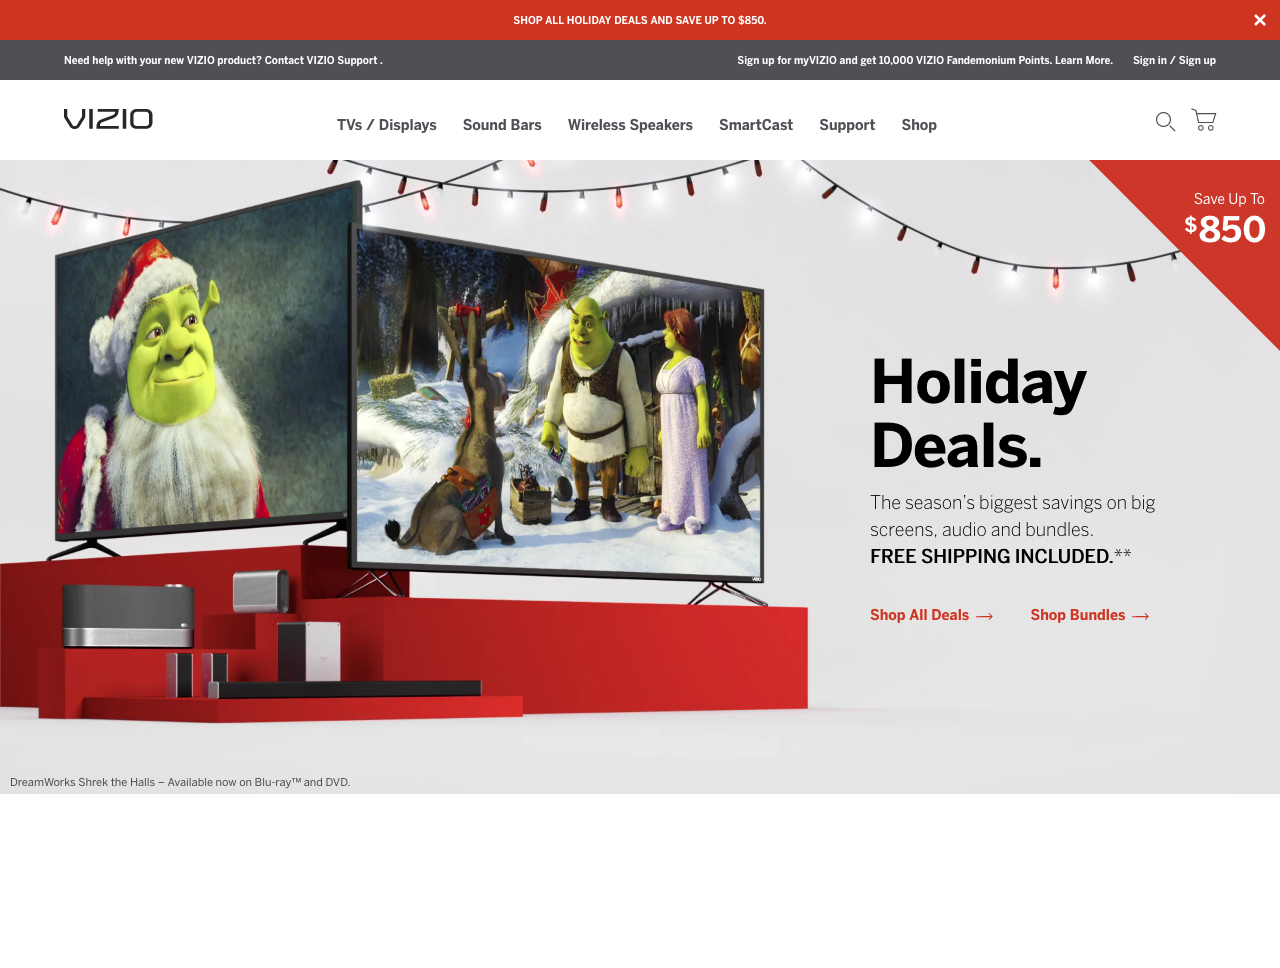 SHOP ALL HOLIDAY DEALS AND SAVE UP TO $850.
Need help with your new VIZIO product? Contact VIZIO Support .
Sign up for myVIZIO and get 10,000 VIZIO Fandemonium Points. Learn More.
Sign in / Sign up
VIZIO
TVs / Displays
Sound Bars
Wireless Speakers
SmartCast
Support
Shop
Save Up To
$850
Holiday
Deals.
The season's biggest savings on big
screens, audio and bundles.
FREE SHIPPING INCLUDED.**
Shop All Deals →
Shop Bundles →
VIZIO
DreamWorks Shrek the Halls – Available now on Blu-ray™ and DVD.